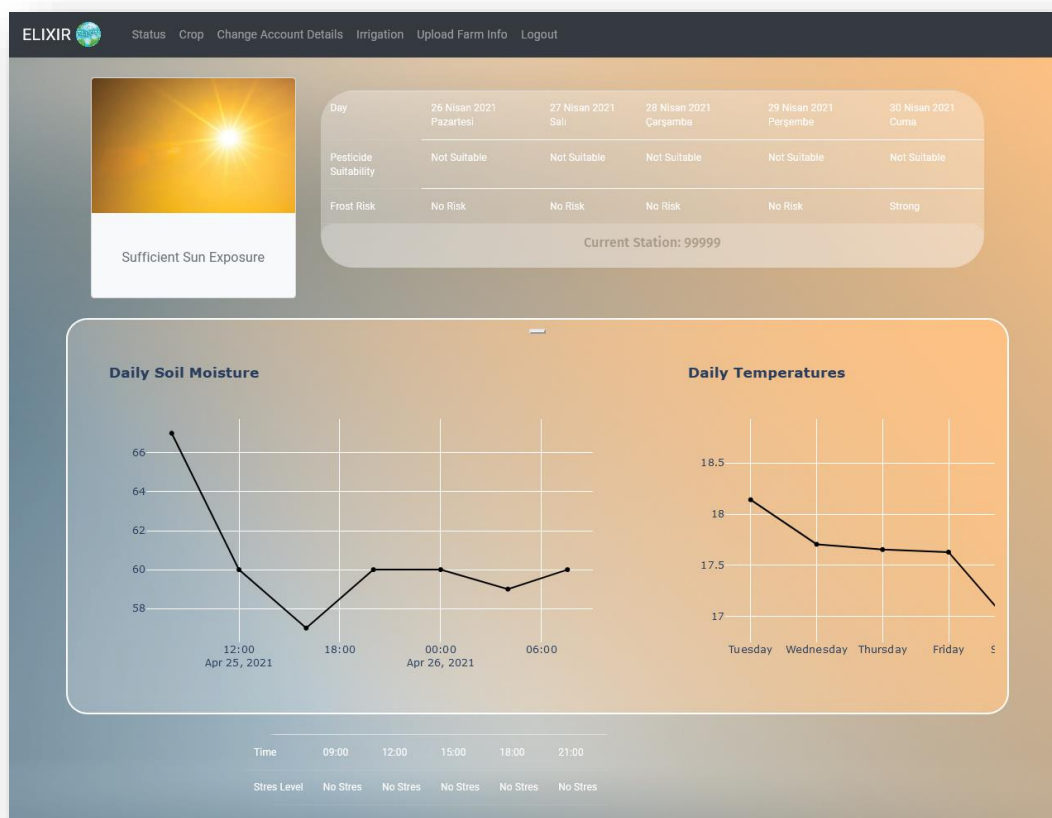 ELIXIR
Status Crop Change Account Details Irrigation Upload Farm Info Logout
Sufficient Sun Exposure
Day 26 Nisan 2021 Pazartesi 27 Nisan 2021 Salı 28 Nisan 2021 Çarşamba 29 Nisan 2021 Perşembe 30 Nisan 2021 Cuma
Pesticide Suitability Not Suitable Not Suitable Not Suitable Not Suitable Not Suitable
Frost Risk No Risk No Risk No Risk No Risk Strong
Current Station: 99999
Daily Soil Moisture
66
64
62
60
58
12:00 18:00 00:00 06:00
Apr 25, 2021 Apr 26, 2021
Daily Temperatures
18.5
18
17.5
17
Tuesday Wednesday Thursday Friday S
Time 09:00 12:00 15:00 18:00 21:00
Stres Level No Stres No Stres No Stres No Stres No Stres